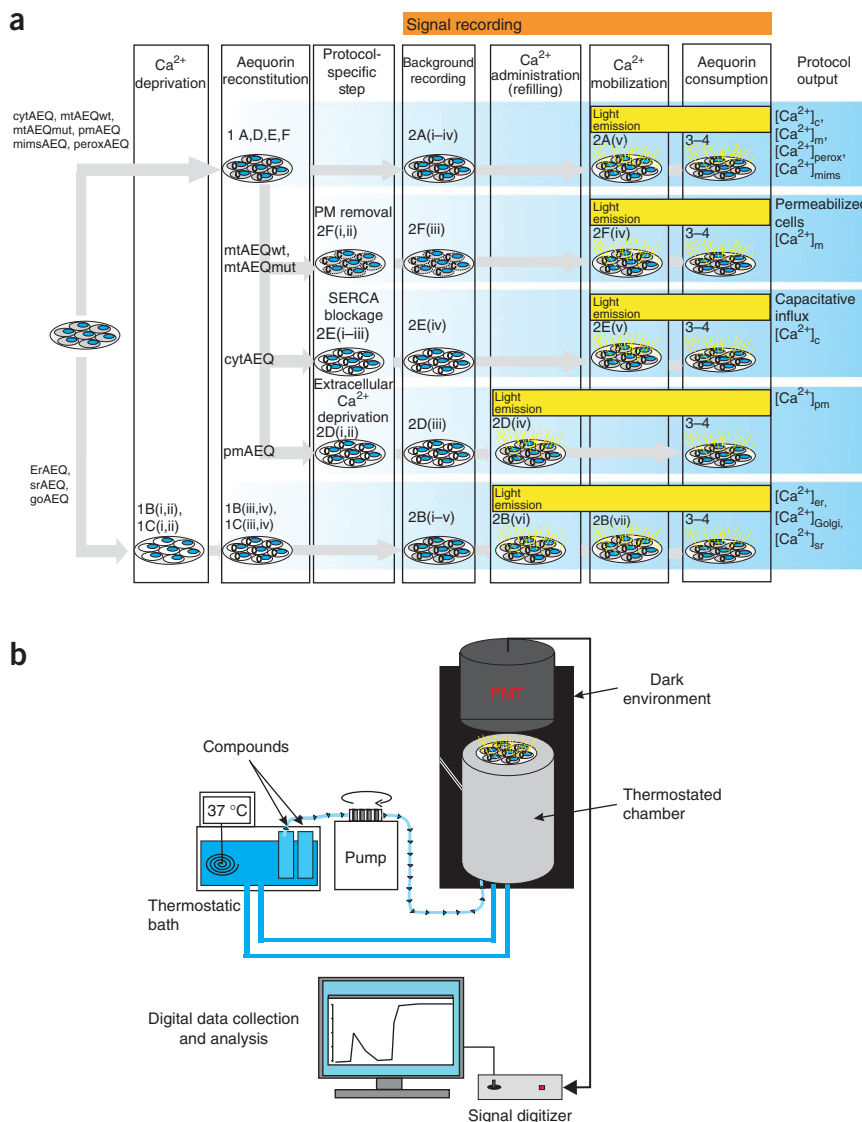 a
Signal recording
Ca2+
deprivation
Aequorin
reconstitution
Protocol-
specific
step
Background
recording
Ca2+
administration
(refilling)
Ca2+
mobilization
Aequorin
consumption
Protocol
output
cytAEQ, mtAEQwt,
mtAEQmut, pmAEQ
mimsAEQ, peroxAEQ
1 A,D,E,F
2A(i–iv)
Light
emission
2A(v)
3–4
[Ca2+]c,
[Ca2+]m,
[Ca2+]perox,
[Ca2+]mims
mtAEQwt,
mtAEQmut
PM removal
2F(i,ii)
2F(iii)
Light
emission
2F(iv)
3–4
Permeabilized
cells
[Ca2+]m
cytAEQ
SERCA
blockage
2E(i–iii)
2E(iv)
Light
emission
2E(v)
3–4
Capacitative
influx
[Ca2+]c
pmAEQ
Extracellular
Ca2+
deprivation
2D(i,ii)
2D(iii)
Light
emission
2D(iv)
3–4
[Ca2+]pm
ErAEQ,
srAEQ,
goAEQ
1B(i,ii),
1C(i,ii)
1B(iii,iv)
1C(iii,iv)
2B(i–v)
Light
emission
2B(vi)
2B(vii)
3–4
[Ca2+]er,
[Ca2+]Golgi,
[Ca2+]sr
b
PMT
Dark
environment
Compounds
37 °C
Pump
Thermostated
chamber
Thermostatic
bath
Digital data collection
and analysis
Signal digitizer